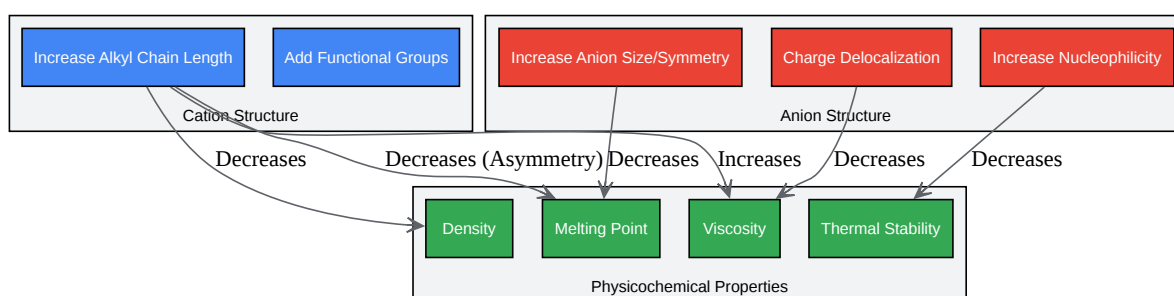 Increase Alkyl Chain Length
Add Functional Groups
Increase Anion Size/Symmetry
Charge Delocalization
Increase Nucleophilicity
Cation Structure
Anion Structure
Decreases
Decreases (Asymmetry)
Decreases
Increases
Decreases
Decreases
Density
Melting Point
Viscosity
Thermal Stability
Physicochemical Properties